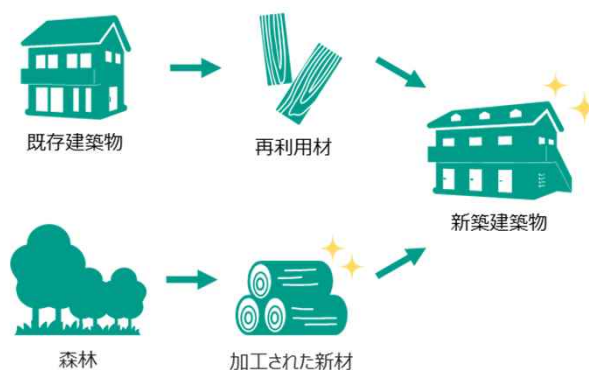 既存建築物
再利用材
新築建築物
森林
加工された新材